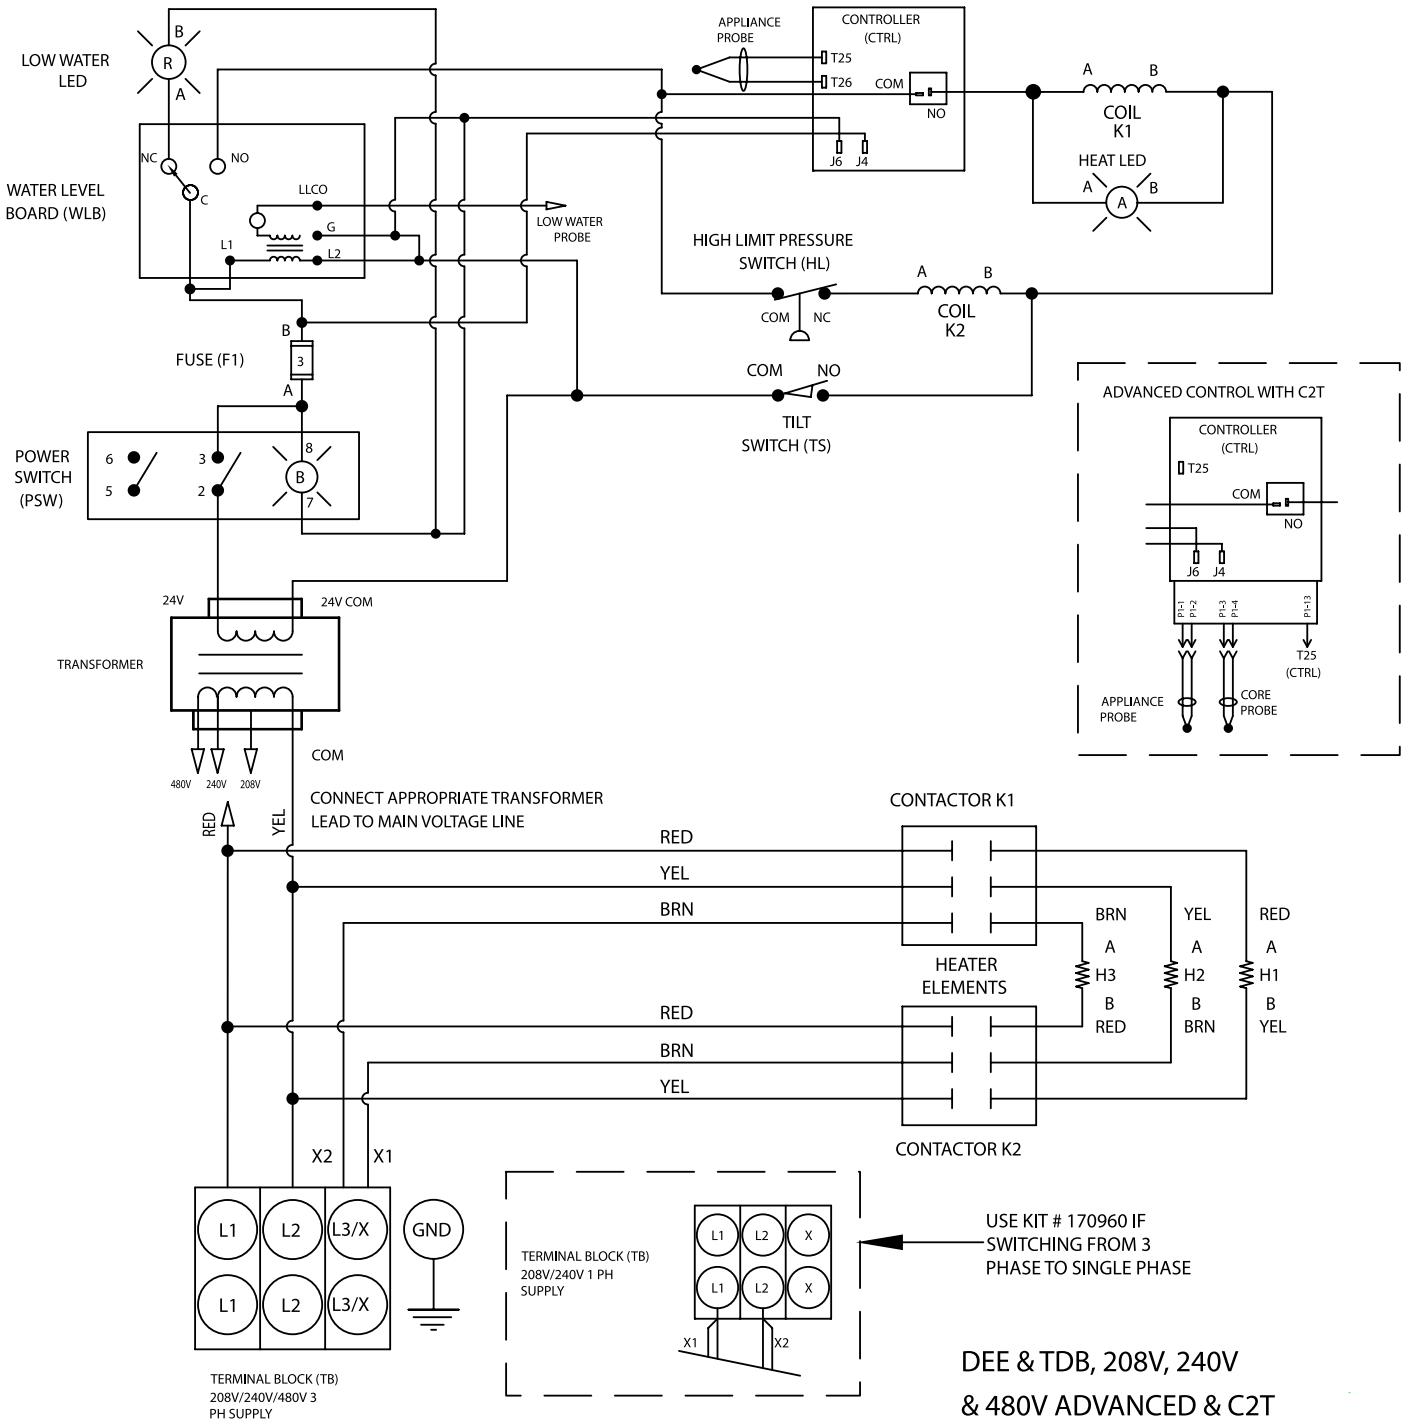 B
LOW WATER
LED
R
A
APPLIANCE
PROBE
CONTROLLER
(CTRL)
T25
T26
COM
NO
J6
J4
A
B
COIL
K1
HEAT LED
A
B
A
NC
NO
C
WATER LEVEL
BOARD (WLB)
LLCO
G
L1
L2
LOW WATER
PROBE
HIGH LIMIT PRESSURE
SWITCH (HL)
COM
NC
A
B
COIL
K2
B
FUSE (F1)
3
A
COM
NO
TILT
SWITCH (TS)
POWER
SWITCH
(PSW)
6
5
3
2
8
B
7
ADVANCED CONTROL WITH C2T
CONTROLLER
(CTRL)
T25
COM
NO
J6
J4
P1-1
P1-2
P1-3
P1-4
P1-13
T25
(CTRL)
APPLIANCE
PROBE
CORE
PROBE
24V
24V COM
TRANSFORMER
COM
480V
240V
208V
RED
YEL
CONNECT APPROPRIATE TRANSFORMER
LEAD TO MAIN VOLTAGE LINE
CONTACTOR K1
RED
YEL
BRN
BRN
YEL
RED
A
A
A
HEATER
ELEMENTS
H3
H2
H1
B
B
B
RED
BRN
YEL
RED
BRN
YEL
CONTACTOR K2
X2
X1
L1
L2
L3/X
GND
L1
L2
L3/X
TERMINAL BLOCK (TB)
208V/240V/480V 3
PH SUPPLY
TERMINAL BLOCK (TB)
208V/240V 1 PH
SUPPLY
L1
L2
X
L1
L2
X
X1
X2
USE KIT # 170960 IF
SWITCHING FROM 3
PHASE TO SINGLE PHASE
DEE & TDB, 208V, 240V
& 480V ADVANCED & C2T